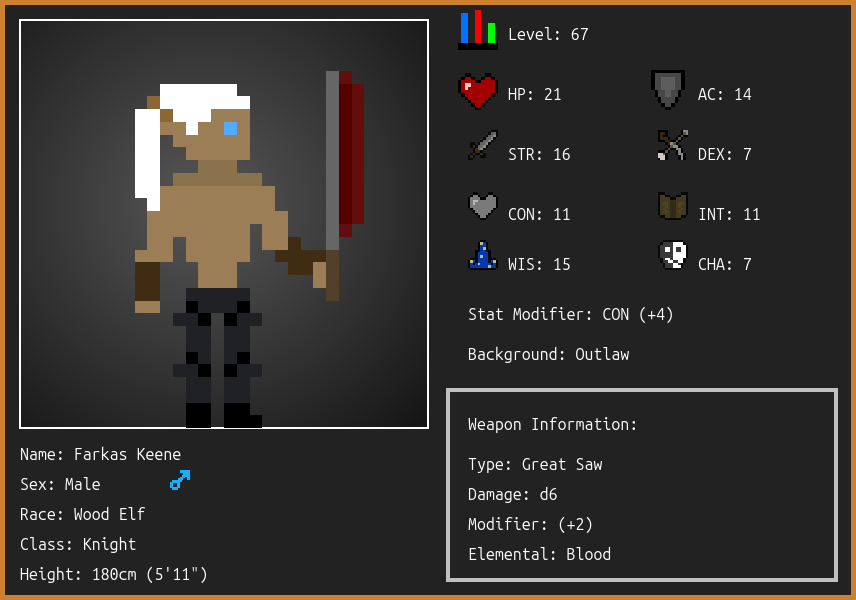 Level: 67
HP: 21
AC: 14
STR: 16
DEX: 7
CON: 11
INT: 11
WIS: 15
CHA: 7
Stat Modifier: CON (+4)
Background: Outlaw
Weapon Information:
Type: Great Saw
Damage: d6
Modifier: (+2)
Elemental: Blood
Name: Farkas Keene
Sex: Male
Race: Wood Elf
Class: Knight
Height: 180cm (5'11")